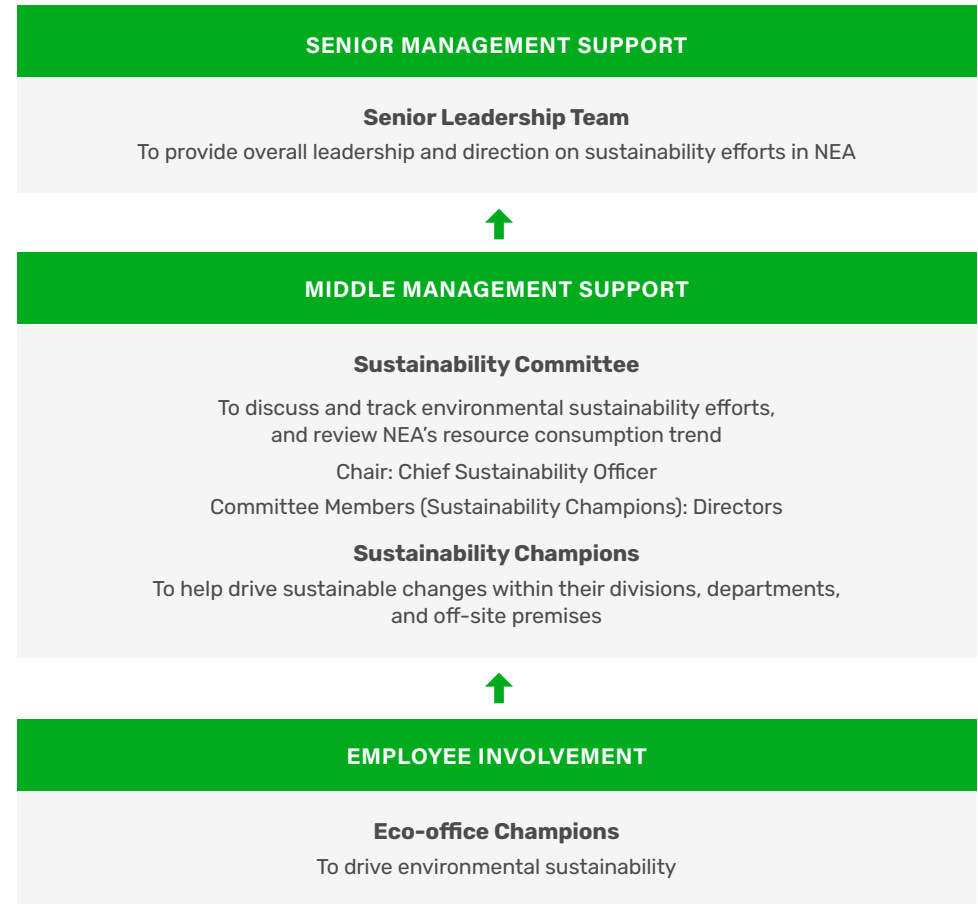 SENIOR MANAGEMENT SUPPORT
Senior Leadership Team
To provide overall leadership and direction on sustainability efforts in NEA
MIDDLE MANAGEMENT SUPPORT
Sustainability Committee
To discuss and track environmental sustainability efforts,
and review NEA’s resource consumption trend
Chair: Chief Sustainability Officer
Committee Members (Sustainability Champions): Directors
Sustainability Champions
To help drive sustainable changes within their divisions, departments,
and off-site premises
EMPLOYEE INVOLVEMENT
Eco-office Champions
To drive environmental sustainability